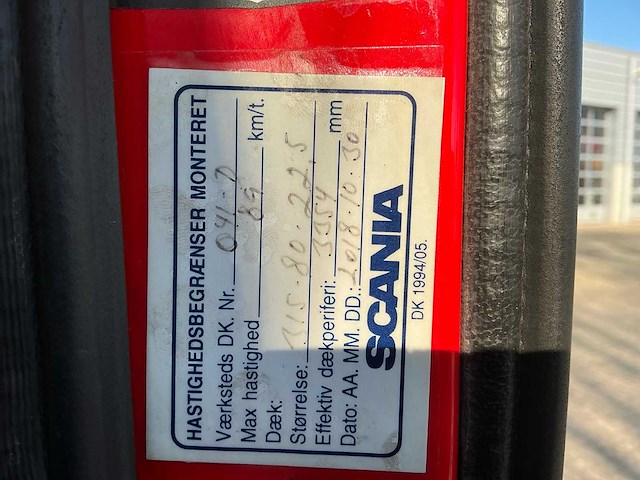 HASTIGHEDSBEGRÆNSER MONTERET
Værksteds DK. Nr. 041-D
Max hastighed 89 km/t.
Dæk:
Størrelse: 315-80-22,5
Effektiv dækperiferi: 3354 mm
Dato: AA. MM. DD.: 2018-10-30
SCANIA
DK 1994/05.